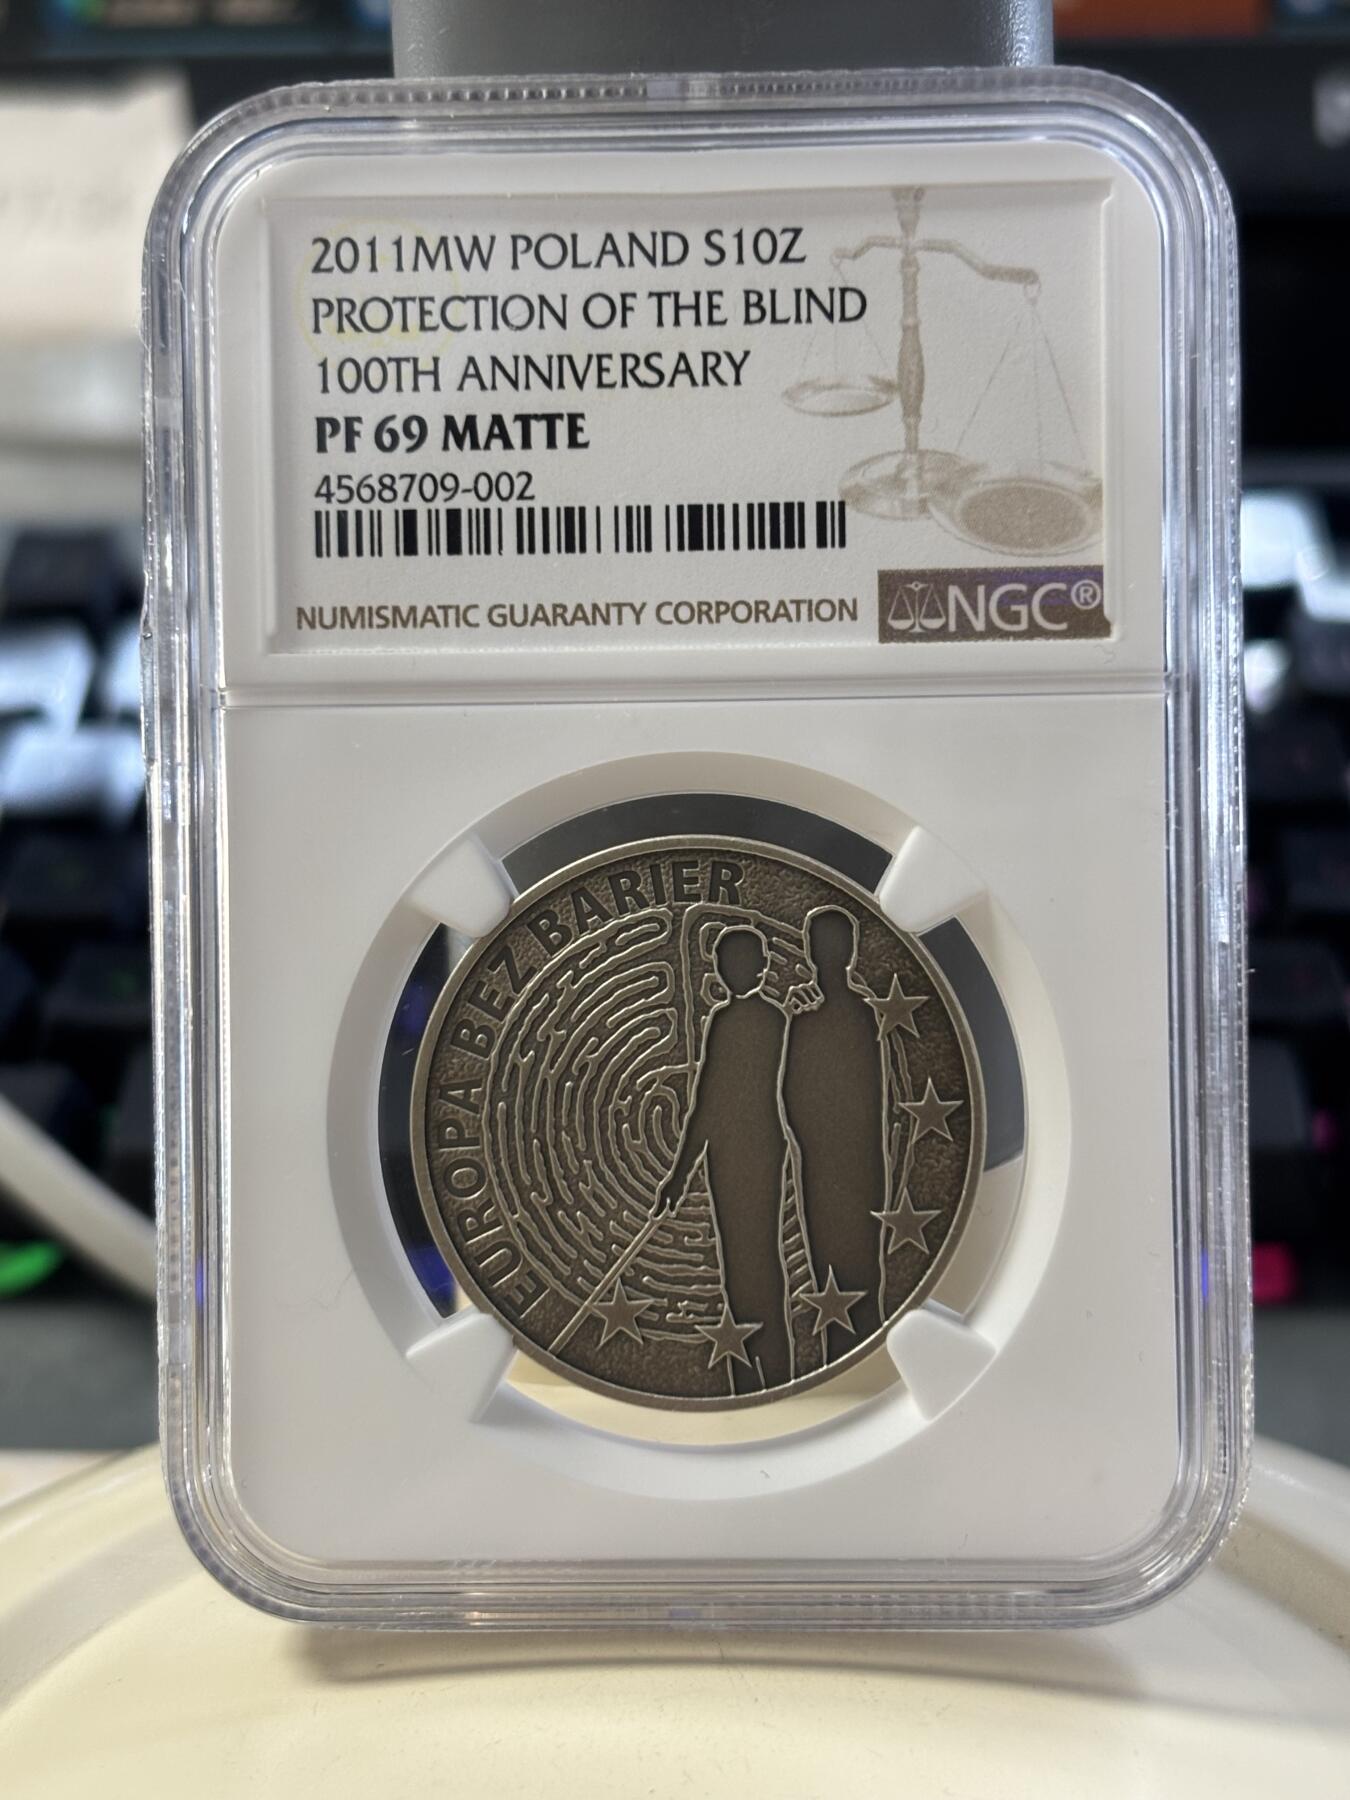 2011MW POLAND S10Z
PROTECTION OF THE BLIND
100TH ANNIVERSARY
PF 69 MATTE
4568709-002
NUMISMATIC GUARANTY CORPORATION
NGC®
EUROPA BEZ BARIER